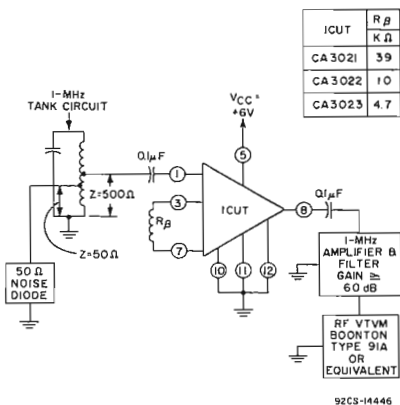 ICUT
Rβ
KΩ
CA3021
39
CA3022
10
CA3023
4.7
1-MHz
TANK CIRCUIT
VCC=
+6V
0.1μF
Z=500Ω
Z=50Ω
50 Ω
NOISE
DIODE
1
3
Rβ
7
5
ICUT
10
11
12
8
0.1μF
1-MHz
AMPLIFIER &
FILTER
GAIN ≅
60 dB
RF VTVM
BOONTON
TYPE 91A
OR
EQUIVALENT
92CS-14446